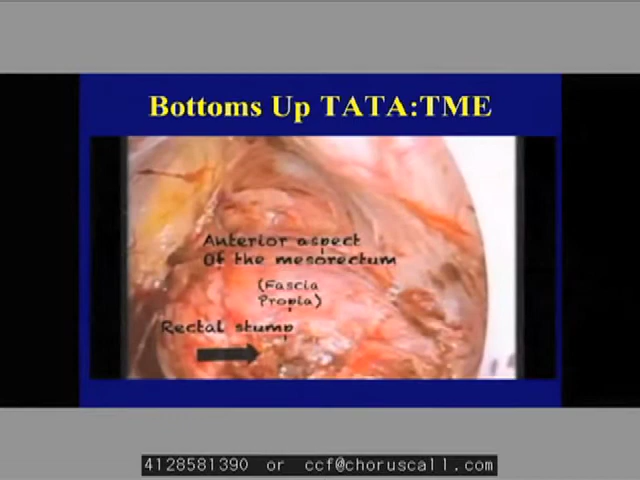 Bottoms Up TATA:TME
Anterior aspect
Of the mesorectum
(Fascia
Propia)
Rectal stump
4128581390 or ccf@choruscall.com